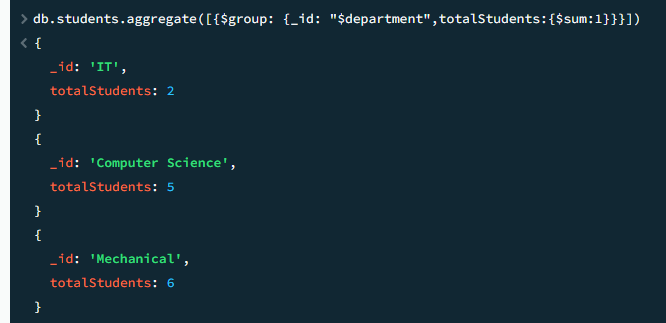 > db.students.aggregate([{$group: {_id: "$department",totalStudents:{$sum:1}}}])
< {
_id: 'IT',
totalStudents: 2
}
{
_id: 'Computer Science',
totalStudents: 5
}
{
_id: 'Mechanical',
totalStudents: 6
}